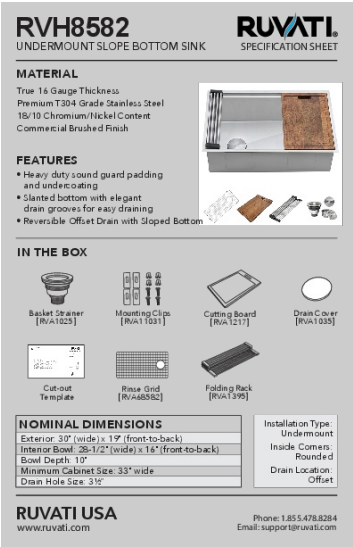 RVH8582
UNDERMOUNT SLOPE BOTTOM SINK
RUVATI®
SPECIFICATION SHEET
MATERIAL
True 16 Gauge Thickness
Premium T304 Grade Stainless Steel
18/10 Chromium/Nickel Content
Commercial Brushed Finish
FEATURES
• Heavy duty sound guard padding
and undercoating
• Slanted bottom with elegant
drain grooves for easy draining
• Reversible Offset Drain with Sloped Bottom
IN THE BOX
Basket Strainer
[RVA1025]
Mounting Clips
[RVA11031]
Cutting Board
[RVA1217]
Drain Cover
[RVA1035]
Cut-out
Template
Rinse Grid
[RVA68582]
Folding Rack
[RVA1395]
NOMINAL DIMENSIONS
Exterior: 30" (wide) x 19" (front-to-back)
Interior Bowl: 28-1/2" (wide) x 16" (front-to-back)
Bowl Depth: 10"
Minimum Cabinet Size: 33" wide
Drain Hole Size: 3½"
Installation Type:
Undermount
Inside Corners:
Rounded
Drain Location:
Offset
RUVATI USA
www.ruvati.com
Phone: 1.855.478.8284
Email: support@ruvati.com